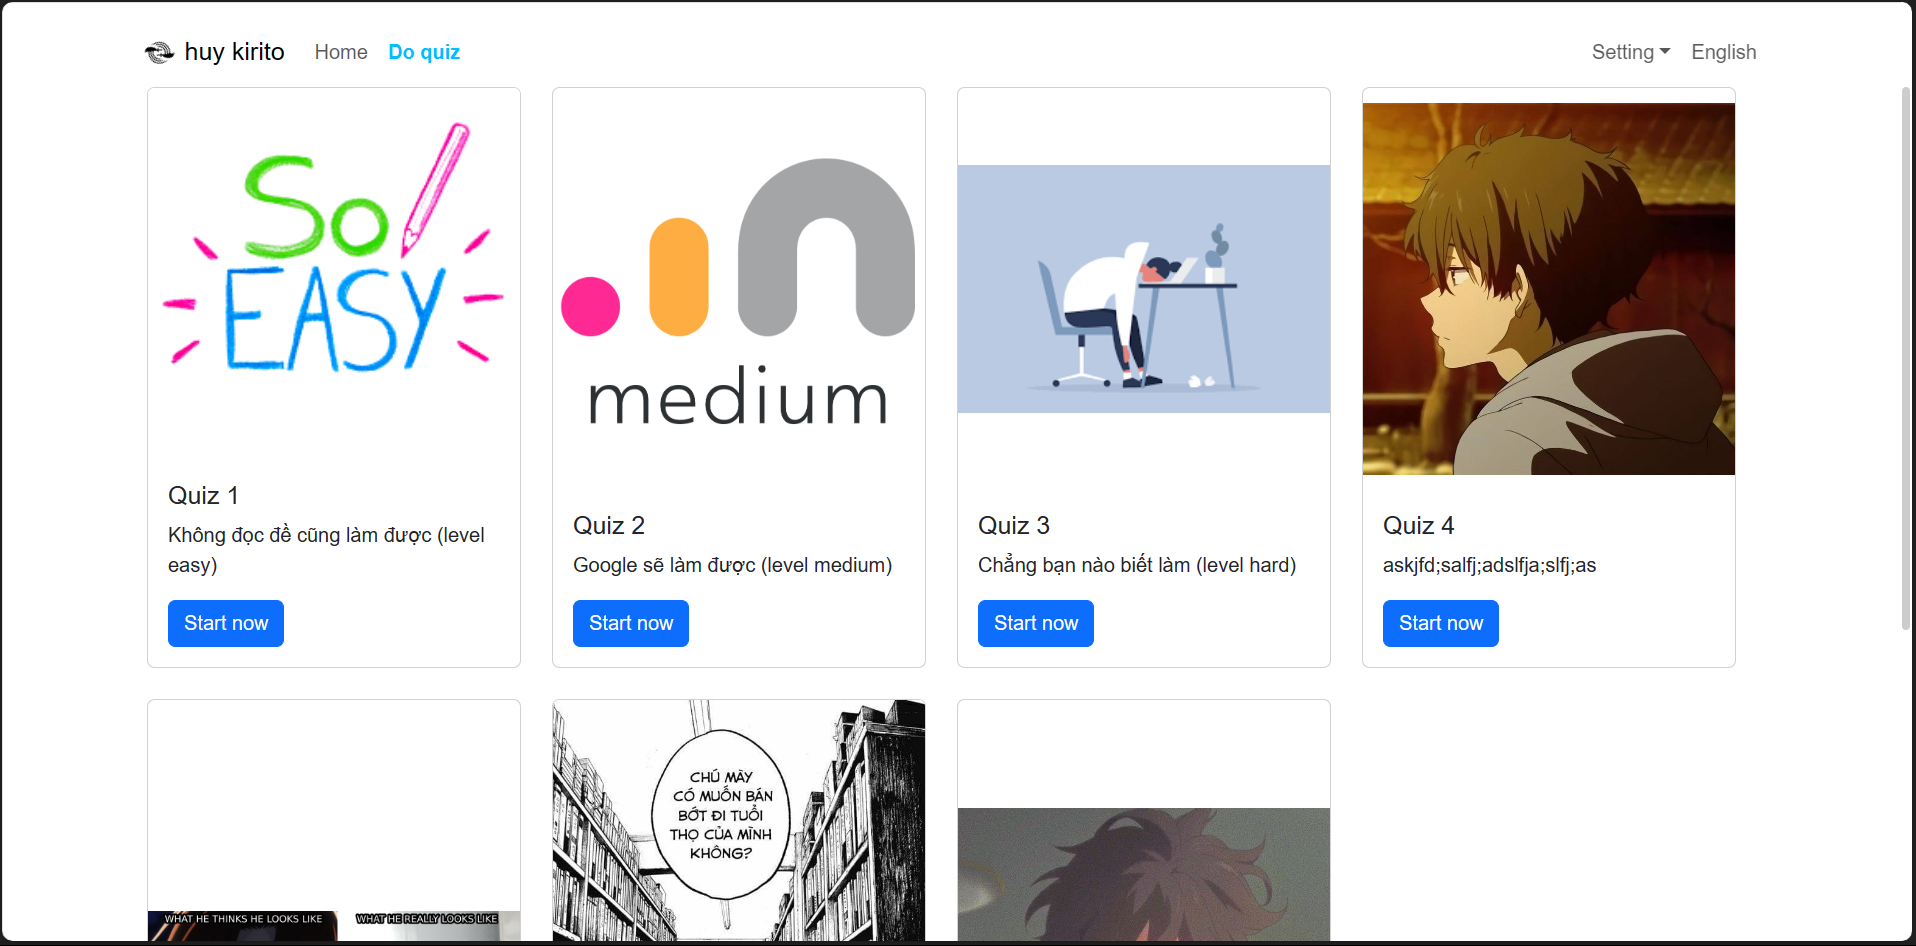 huy kirito
Home
Do quiz
Setting
English
So
EASY
medium
Quiz 1
Không đọc đề cũng làm được (level
easy)
Start now
Quiz 2
Google sẽ làm được (level medium)
Start now
Quiz 3
Chẳng bạn nào biết làm (level hard)
Start now
Quiz 4
askjfd;salfj;adslfja;slfj;as
Start now
WHAT HE THINKS HE LOOKS LIKE
WHAT HE REALLY LOOKS LIKE
CHÚ MÀY
CÓ MUỐN BÁN
BỚT ĐI TUỔI
THỌ CỦA MÌNH
KHÔNG?